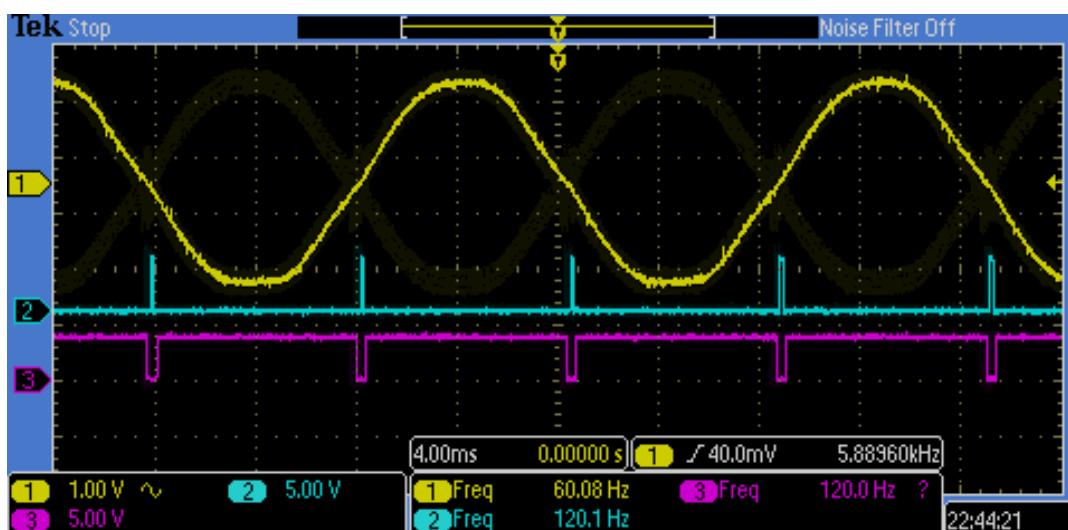 Tek Stop Noise Filter Off
T
T
1
2
3
4.00ms 0.00000 s 1 40.0mV 5.88960kHz
1 1.00 V 2 5.00 V 1 Freq 60.08 Hz 3 Freq 120.0 Hz ?
3 5.00 V 2 Freq 120.1 Hz 22:44:21